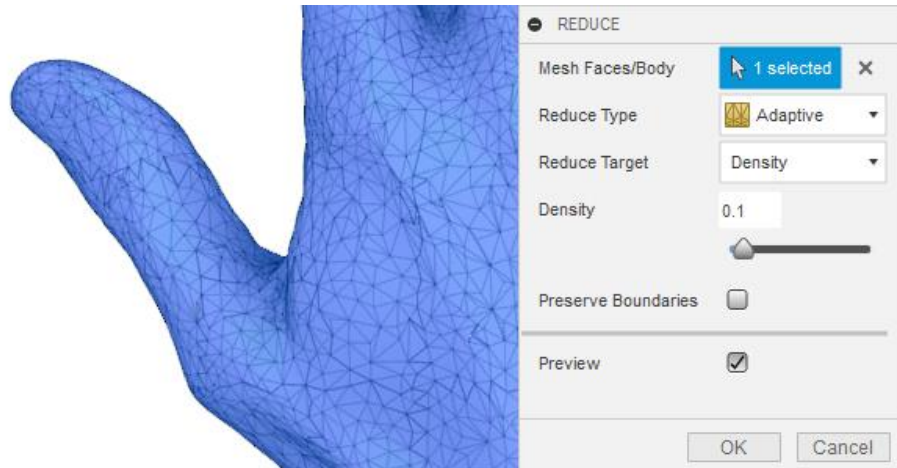 REDUCE
Mesh Faces/Body 1 selected
Reduce Type Adaptive
Reduce Target Density
Density 0.1
Preserve Boundaries
Preview
OK Cancel